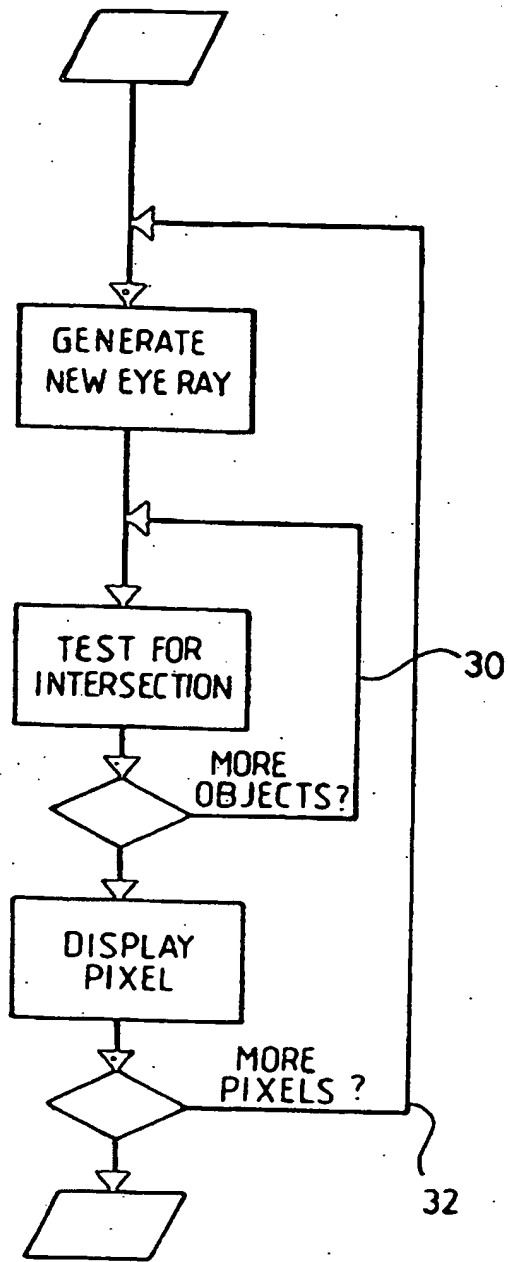 GENERATE
NEW EYE RAY
TEST FOR
INTERSECTION
30
MORE
OBJECTS?
DISPLAY
PIXEL
MORE
PIXELS ?
32